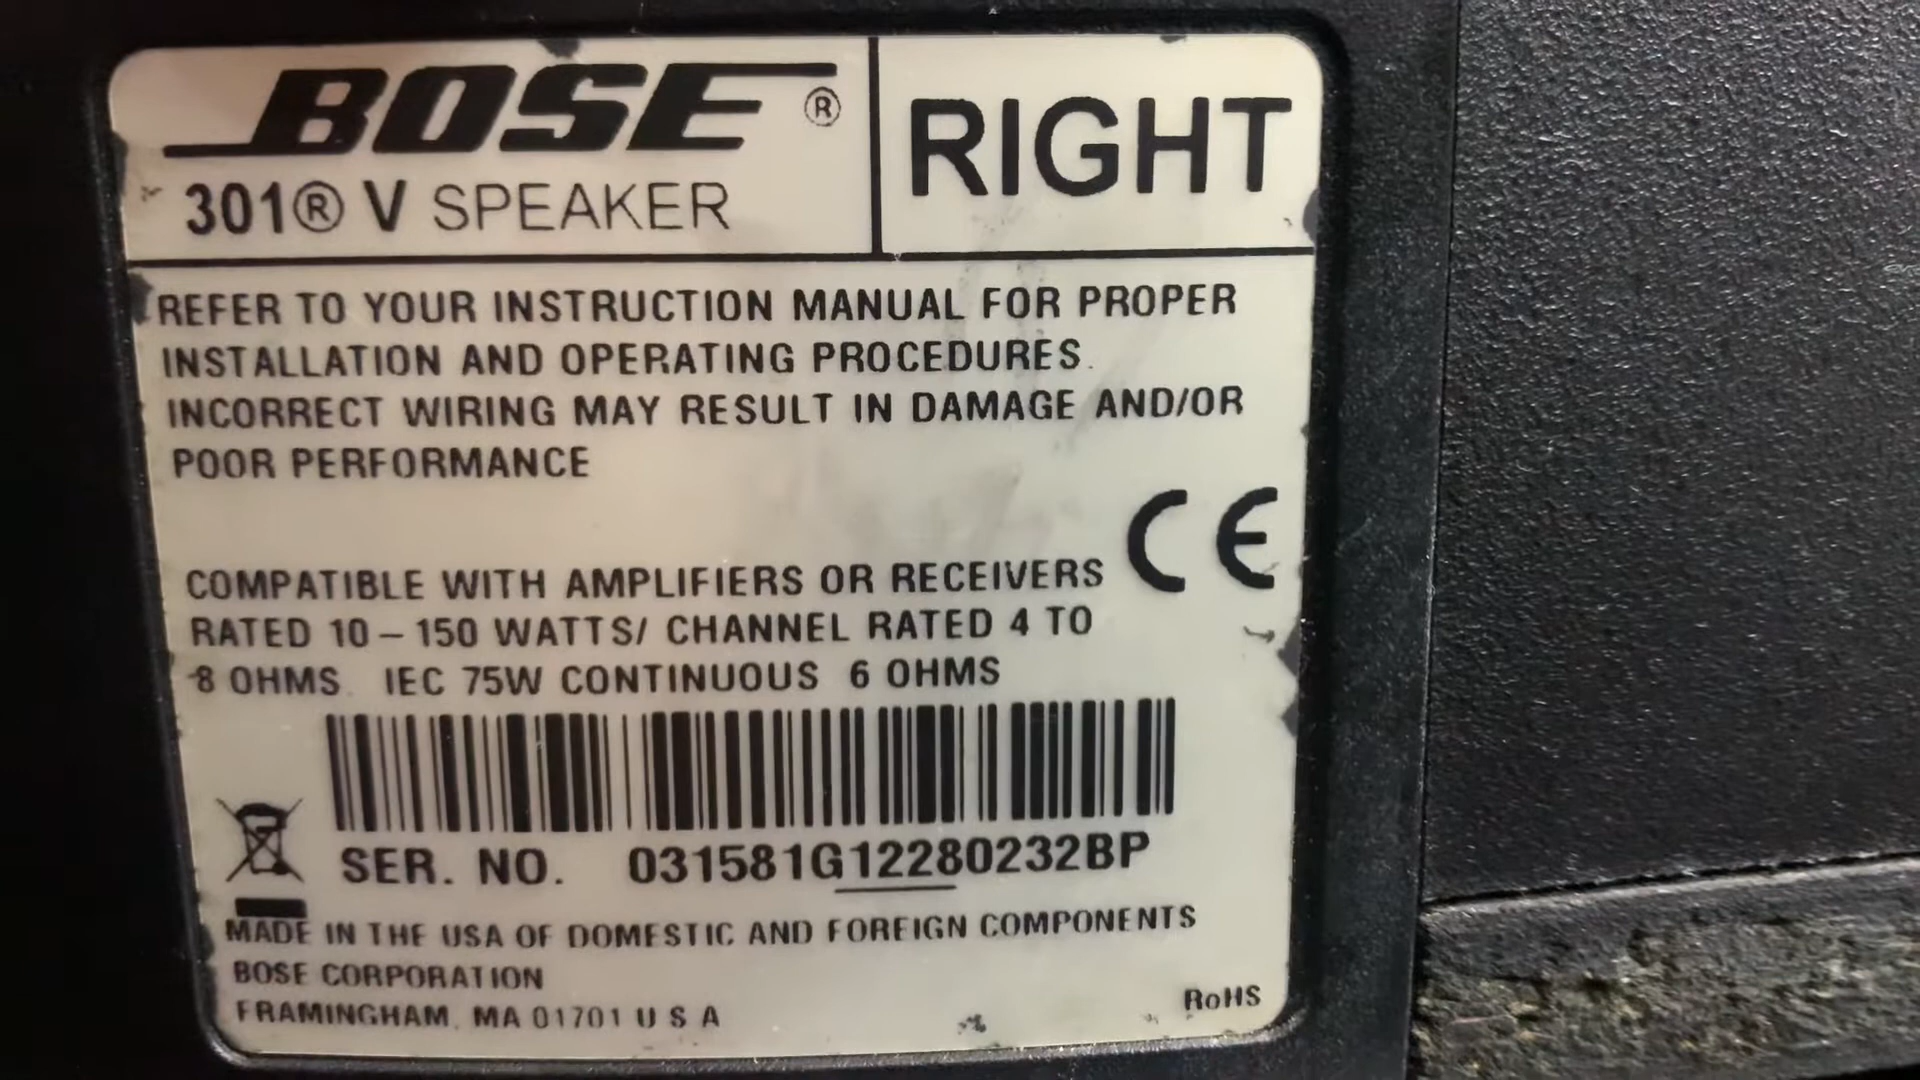 BOSE®
RIGHT
301® V SPEAKER
REFER TO YOUR INSTRUCTION MANUAL FOR PROPER
INSTALLATION AND OPERATING PROCEDURES.
INCORRECT WIRING MAY RESULT IN DAMAGE AND/OR
POOR PERFORMANCE
CE
COMPATIBLE WITH AMPLIFIERS OR RECEIVERS
RATED 10 – 150 WATTS/ CHANNEL RATED 4 TO
8 OHMS. IEC 75W CONTINUOUS 6 OHMS
SER. NO. 031581G12280232BP
MADE IN THE USA OF DOMESTIC AND FOREIGN COMPONENTS
BOSE CORPORATION
FRAMINGHAM, MA 01701 U S A
RoHS